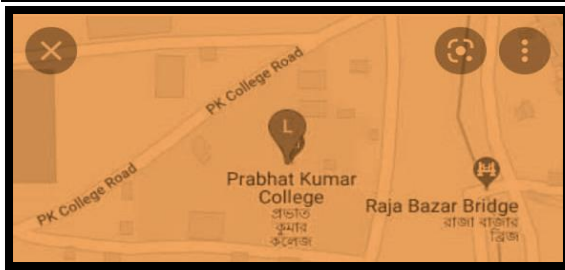 PK College Road
L
PK College Road
Prabhat Kumar
College
প্রভাত
কুমার
কলেজ
Raja Bazar Bridge
রাজা বাজার
ব্রিজ